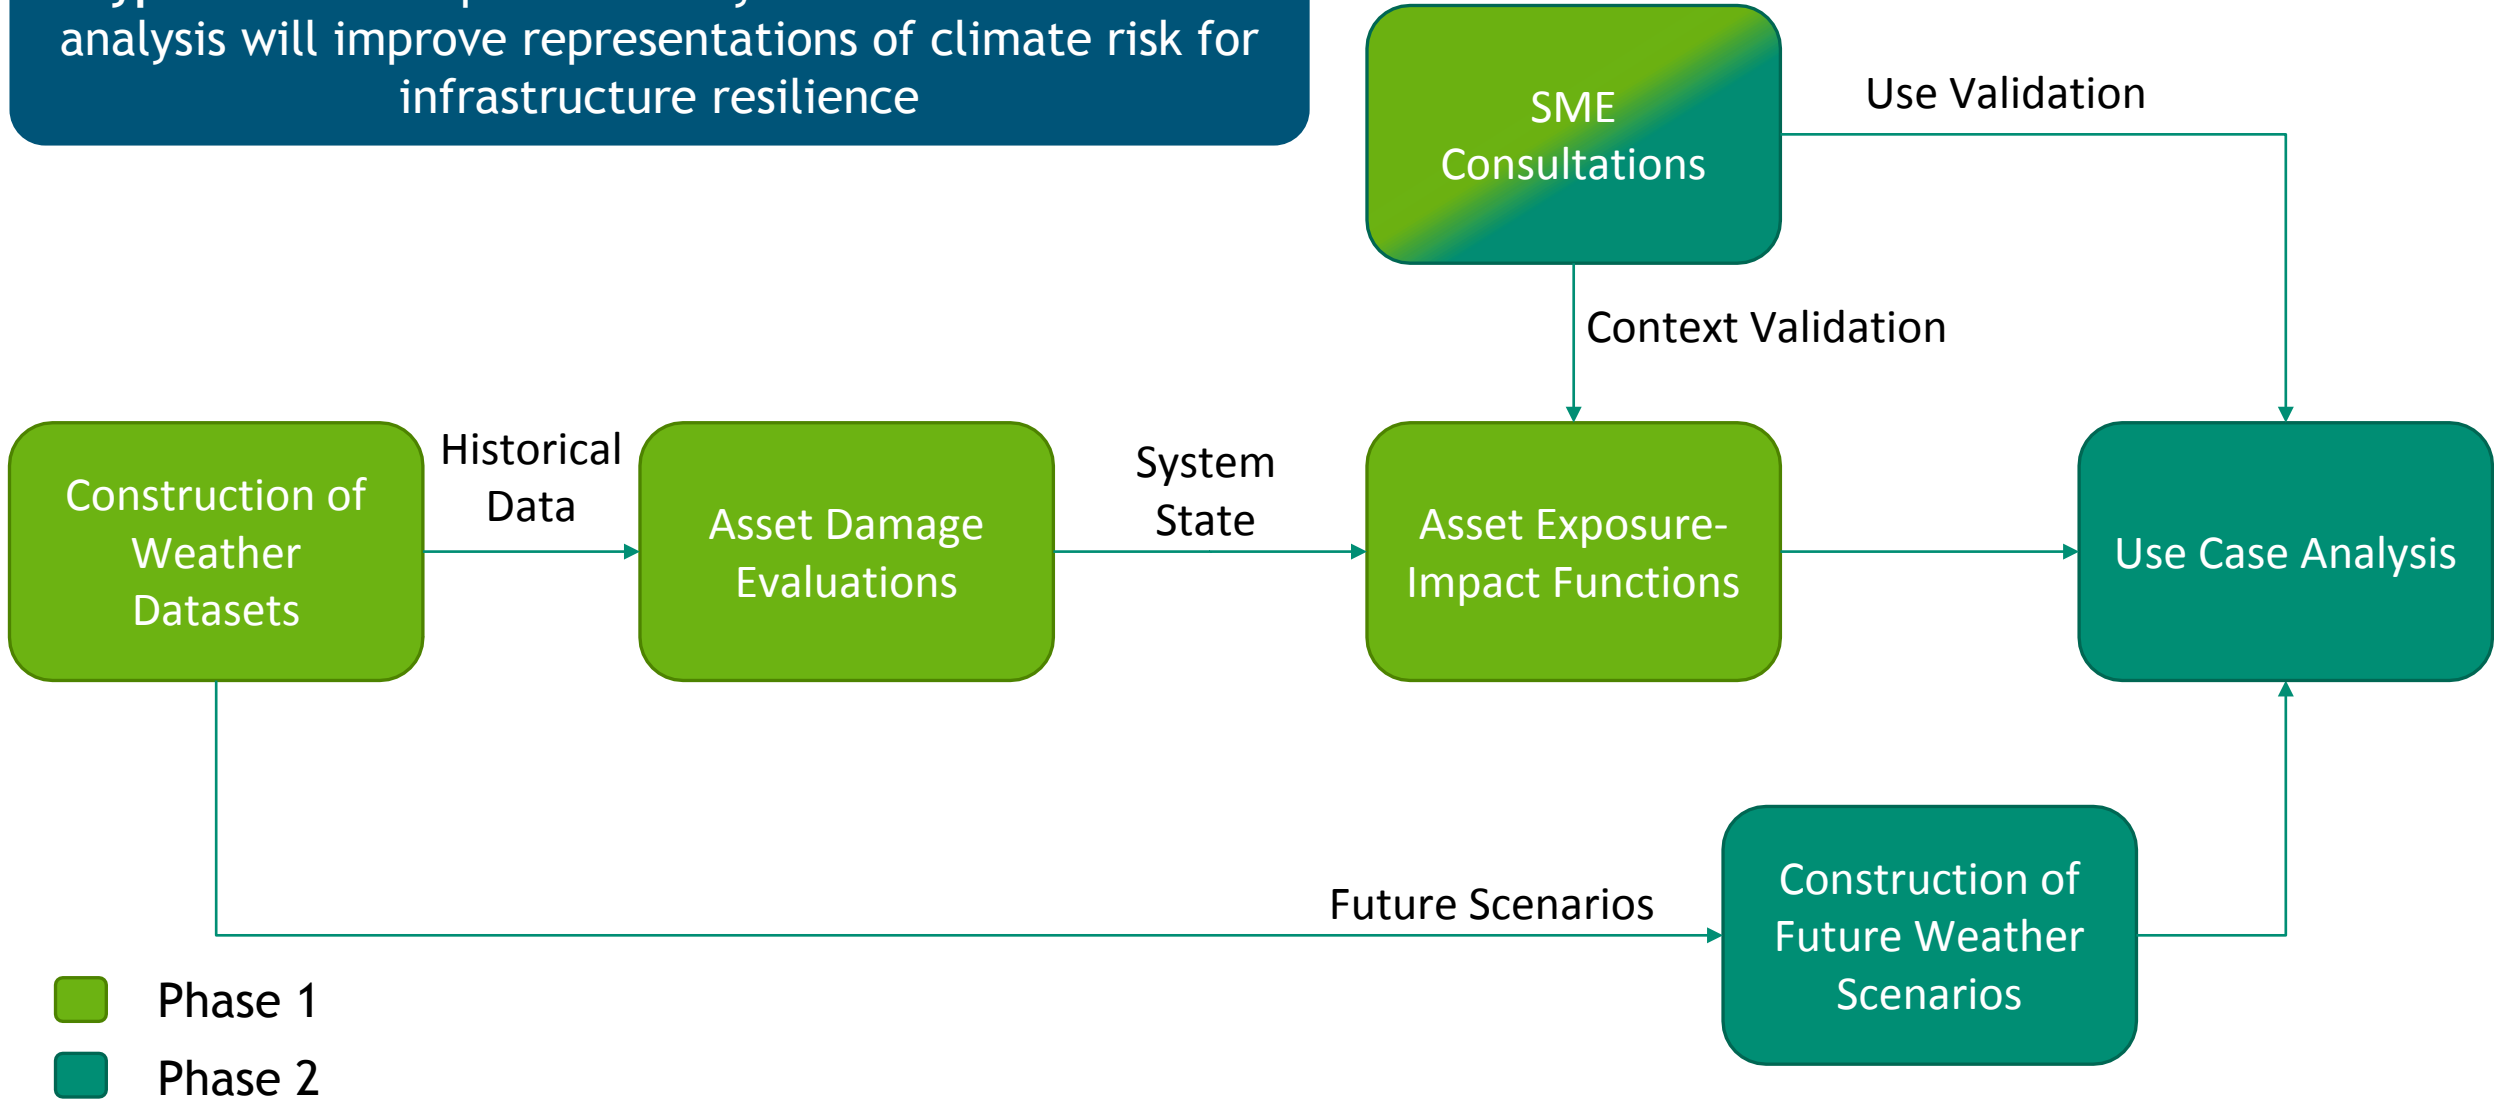 analysis will improve representations of climate risk for
infrastructure resilience
SME
Consultations
Use Validation
Context Validation
Construction of
Weather
Datasets
Historical
Data
Asset Damage
Evaluations
System
State
Asset Exposure-
Impact Functions
Use Case Analysis
Future Scenarios
Construction of
Future Weather
Scenarios
Phase 1
Phase 2